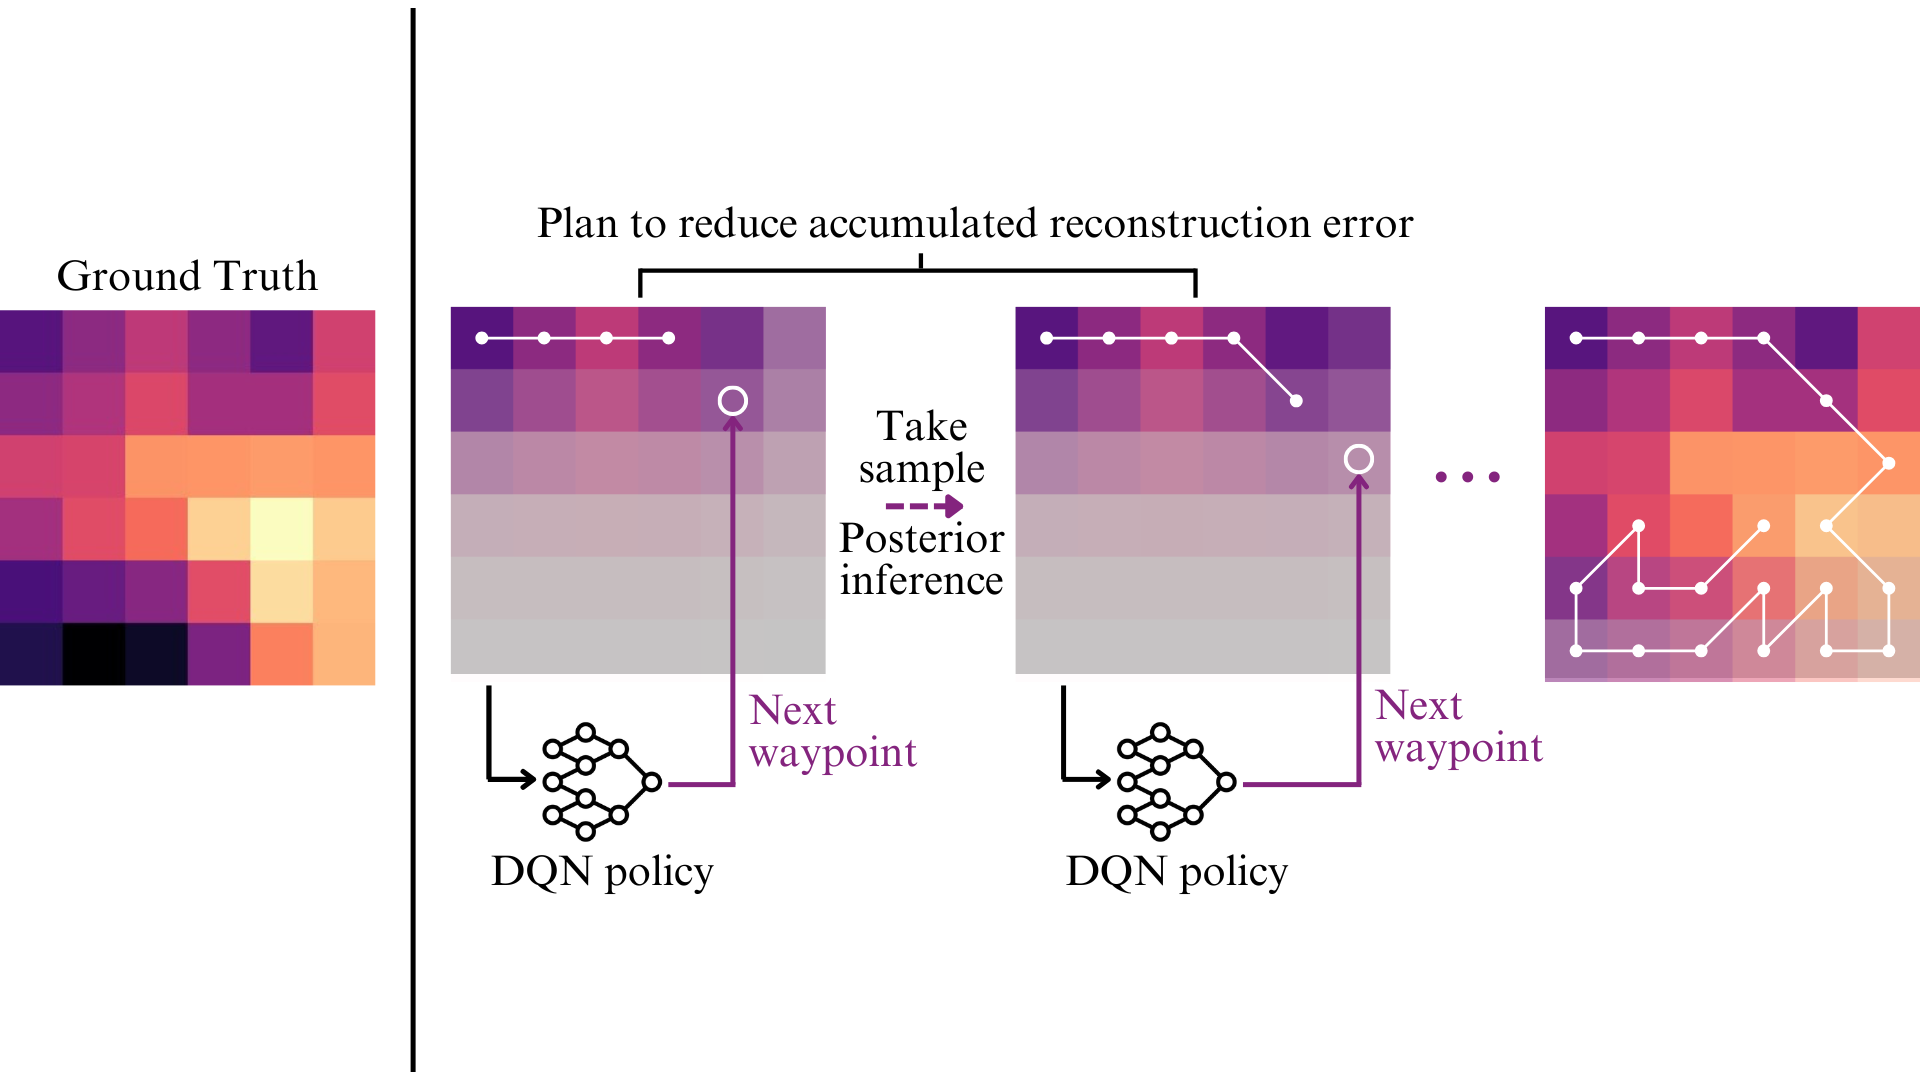 Plan to reduce accumulated reconstruction error
Ground Truth
Take
sample
Posterior
inference
Next
waypoint
Next
waypoint
DQN policy
DQN policy